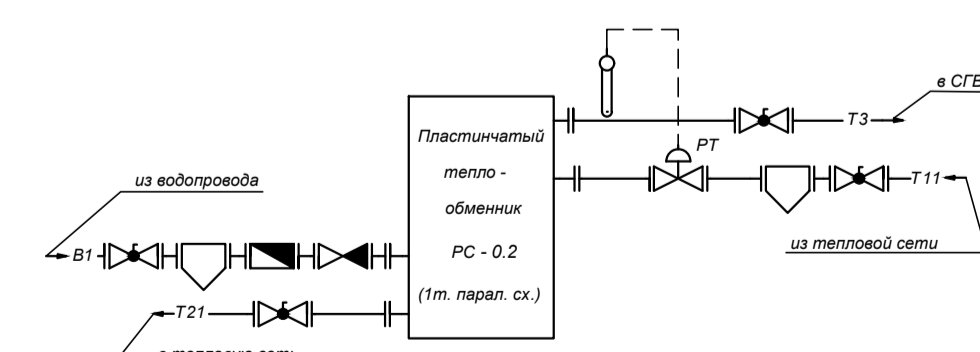 в СГВ
Т3
Пластинчатый
тепло -
обменник
РС - 0.2
(1т. парал. сх.)
РТ
Т11
из водопровода
из тепловой сети
В1
Т21